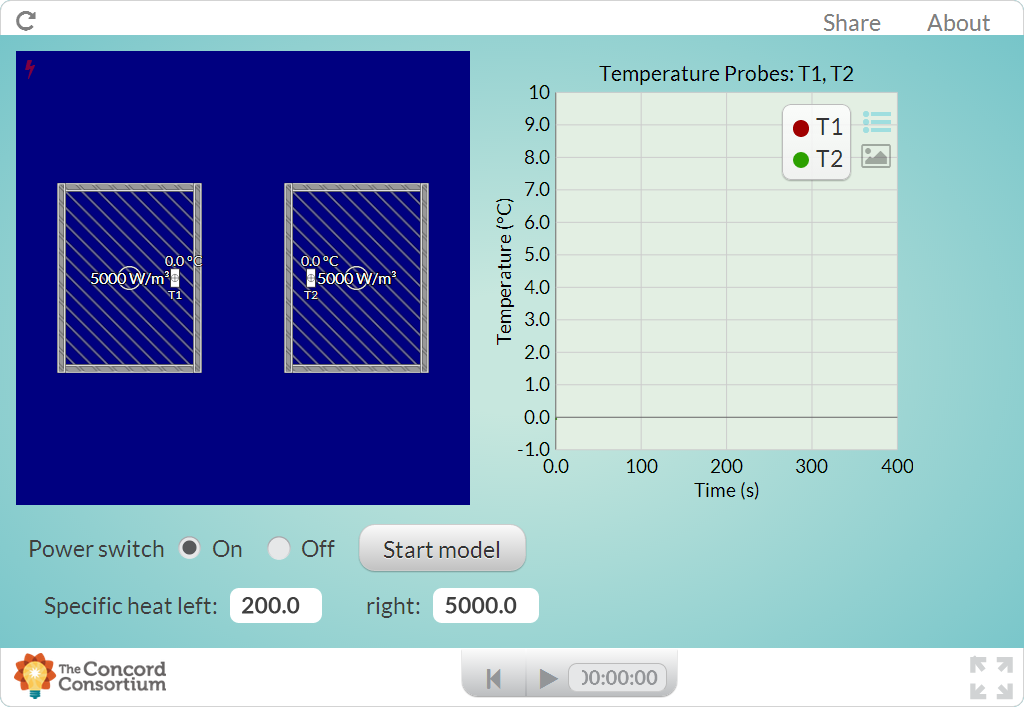 Share About
Temperature Probes: T1, T2
10
9.0
8.0
7.0
6.0
5.0
4.0
3.0
2.0
1.0
0.0
-1.0
Temperature (°C)
T1
T2
0.0 100 200 300 400
Time (s)
0.0 °C
5000 W/m³
T1
0.0 °C
5000 W/m³
T2
Power switch On Off Start model
Specific heat left: 200.0 right: 5000.0
The Concord
Consortium
00:00:00